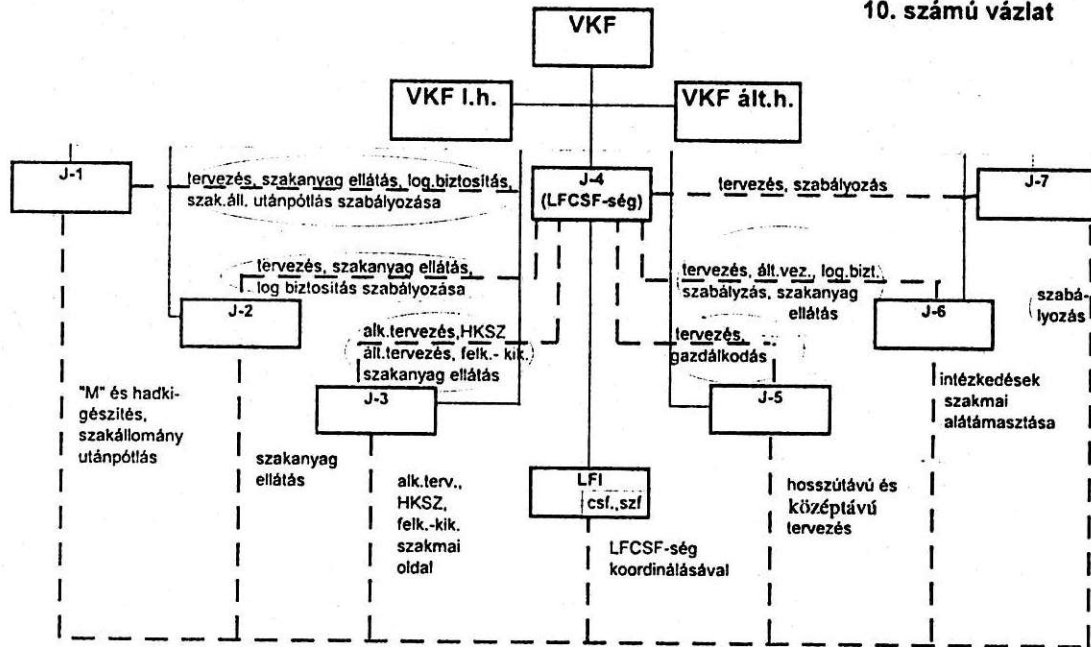 10. számú vázlat
VKF
VKF I.h.
VKF ált.h.
J-1
tervezés, szakanyag ellátás, log.biztosítás,
szak.áll. utánpótlás szabályozása
J-4
(LFCSF-ség)
tervezés, szabályozás
J-7
tervezés, szakanyag ellátás,
log biztosítás szabályozása
tervezés, ált.vez., log.bizt.
szabályzás, szakanyag
ellátás
J-2
J-6
szabá-
lyozás
alk.tervezés,HKSZ
ált.tervezés, felk.- kik.
szakanyag ellátás
tervezés,
gazdálkodás
J-3
J-5
"M" és hadki-
gészítés,
szakállomány
utánpótlás
intézkedések
szakmai
alátámasztása
szakanyag
ellátás
alk.terv.,
HKSZ,
felk.-kik.
szakmai
oldal
LFI
csf.,szf
hosszútávú és
középtávú
tervezés
LFCSF-ség
koordinálásával